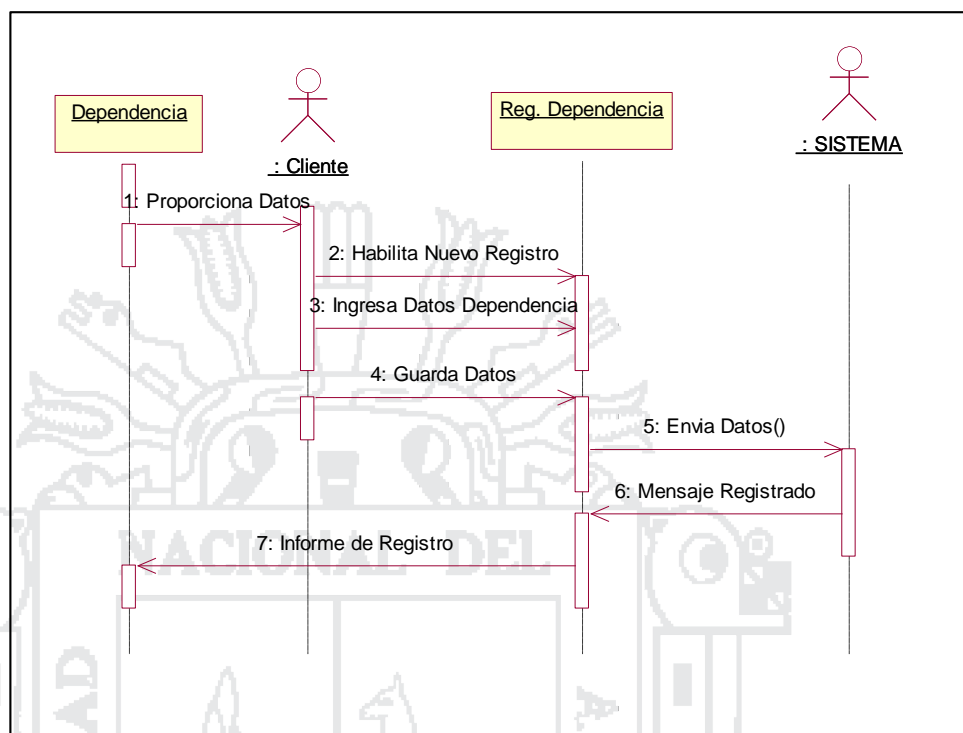 Dependencia
: Cliente
Reg. Dependencia
: SISTEMA
1: Proporciona Datos
2: Habilita Nuevo Registro
3: Ingresa Datos Dependencia
4: Guarda Datos
5: Envia Datos()
6: Mensaje Registrado
7: Informe de Registro
NACIONAL DEL
AD
A